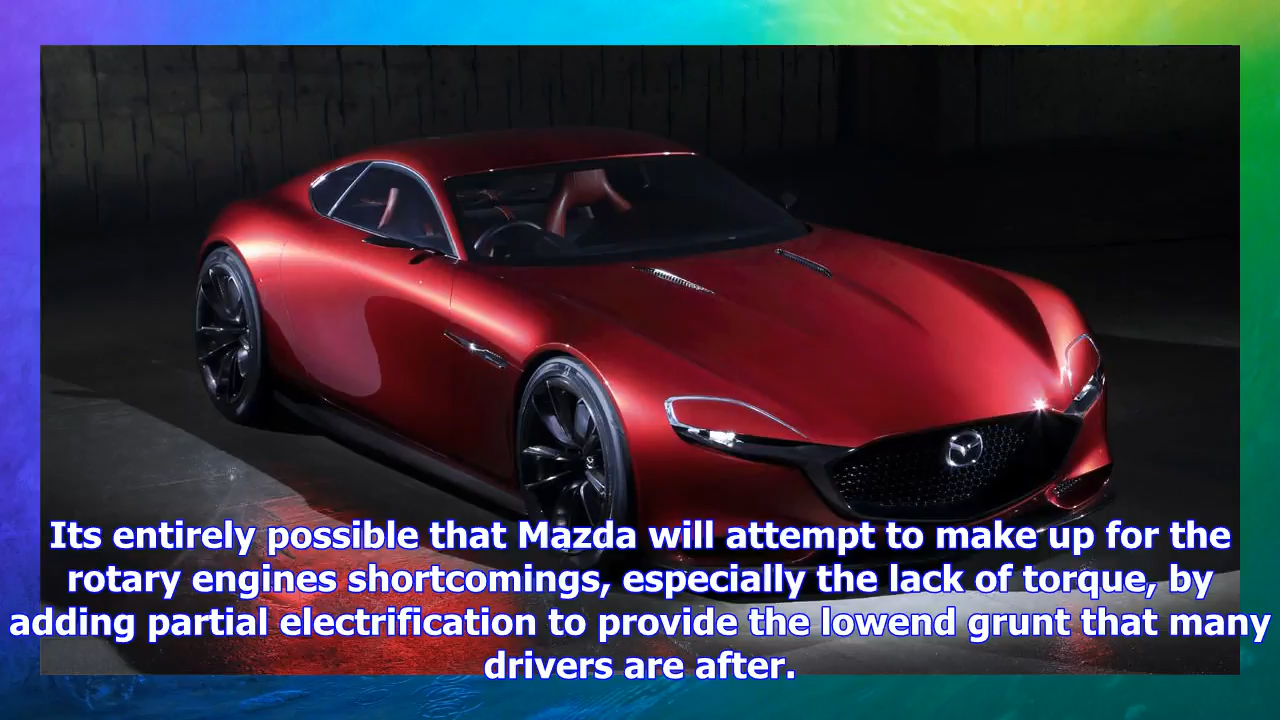 Its entirely possible that Mazda will attempt to make up for the
rotary engines shortcomings, especially the lack of torque, by
adding partial electrification to provide the lowend grunt that many
drivers are after.